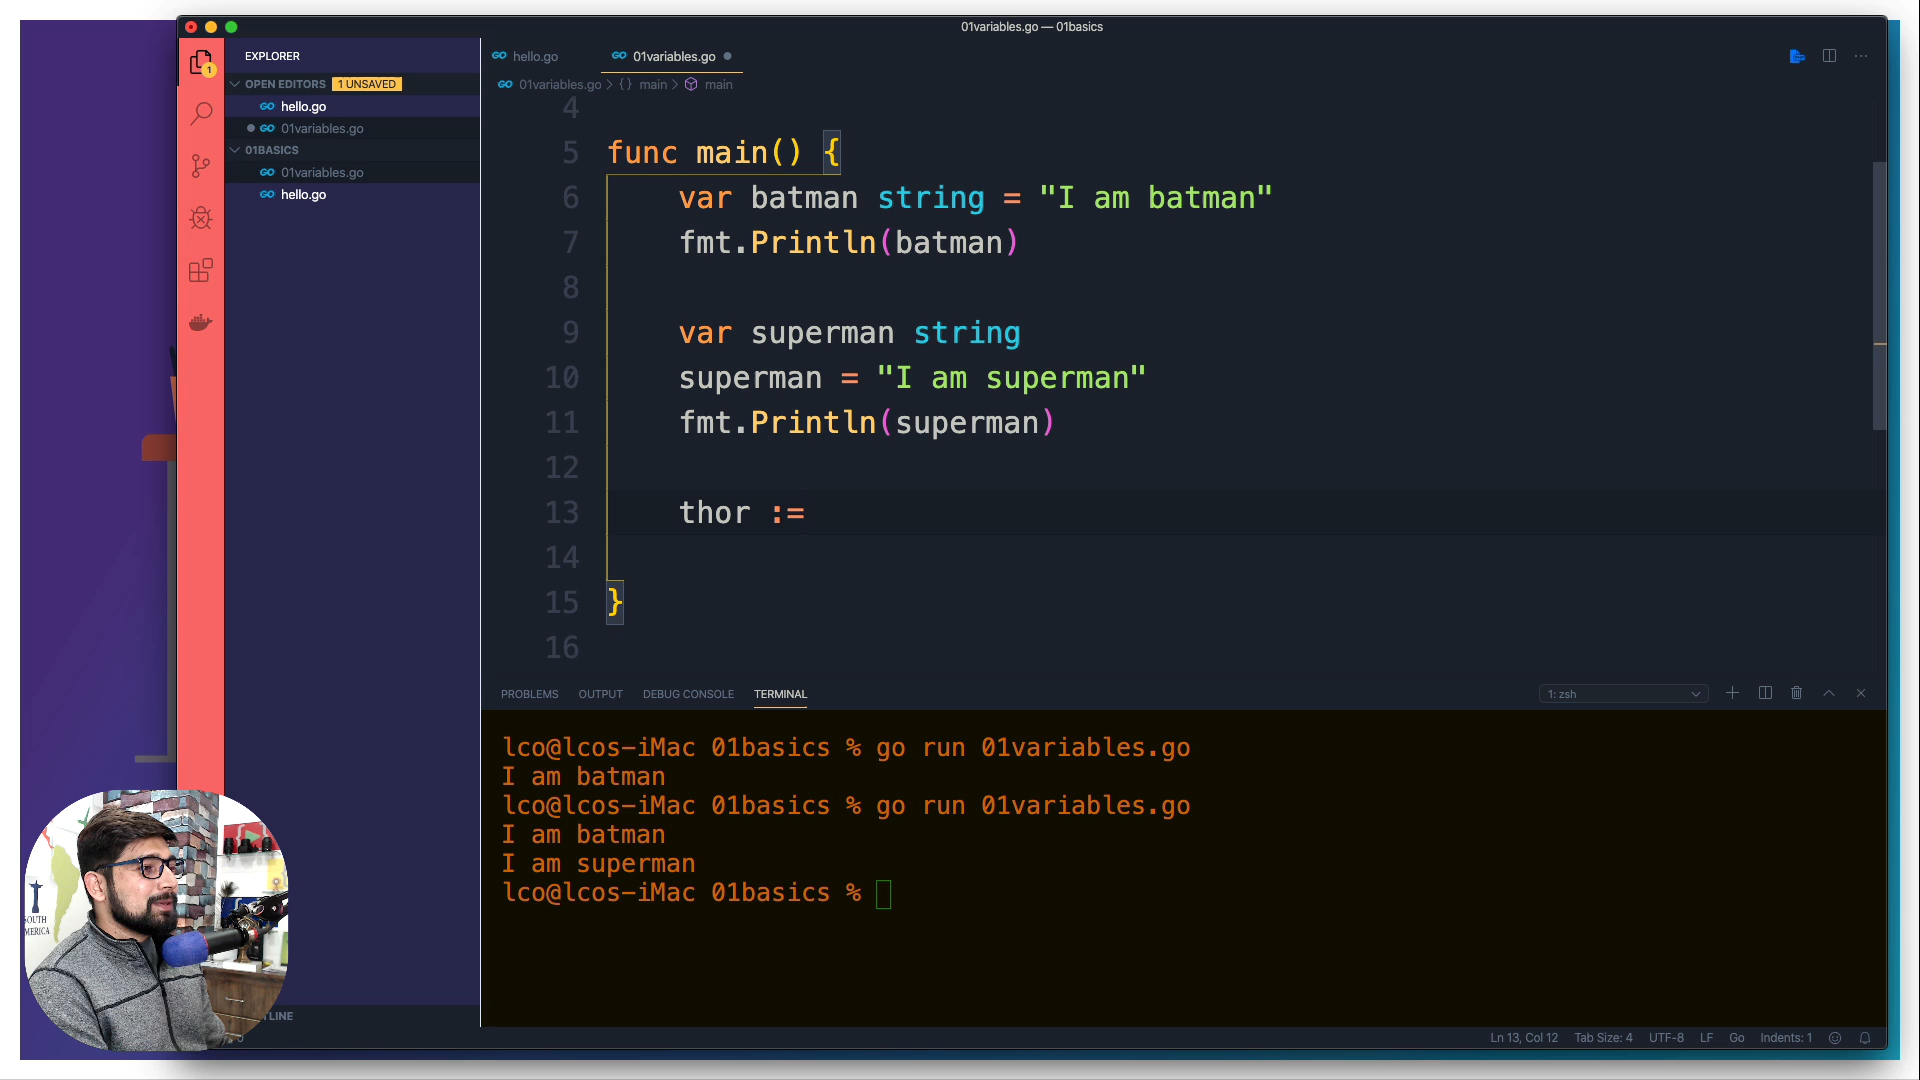 01variables.go — 01basics
EXPLORER
OPEN EDITORS 1 UNSAVED
hello.go
01variables.go
01BASICS
01variables.go
hello.go
1
hello.go
01variables.go
01variables.go > {} main > main
4
5 func main() {
6 var batman string = "I am batman"
7 fmt.Println(batman)
8
9 var superman string
10 superman = "I am superman"
11 fmt.Println(superman)
12
13 thor :=
14
15 }
16
PROBLEMS OUTPUT DEBUG CONSOLE TERMINAL 1: zsh
lco@lcos-iMac 01basics % go run 01variables.go
I am batman
lco@lcos-iMac 01basics % go run 01variables.go
I am batman
I am superman
lco@lcos-iMac 01basics %
TLINE
Ln 13, Col 12 Tab Size: 4 UTF-8 LF Go Indents: 1